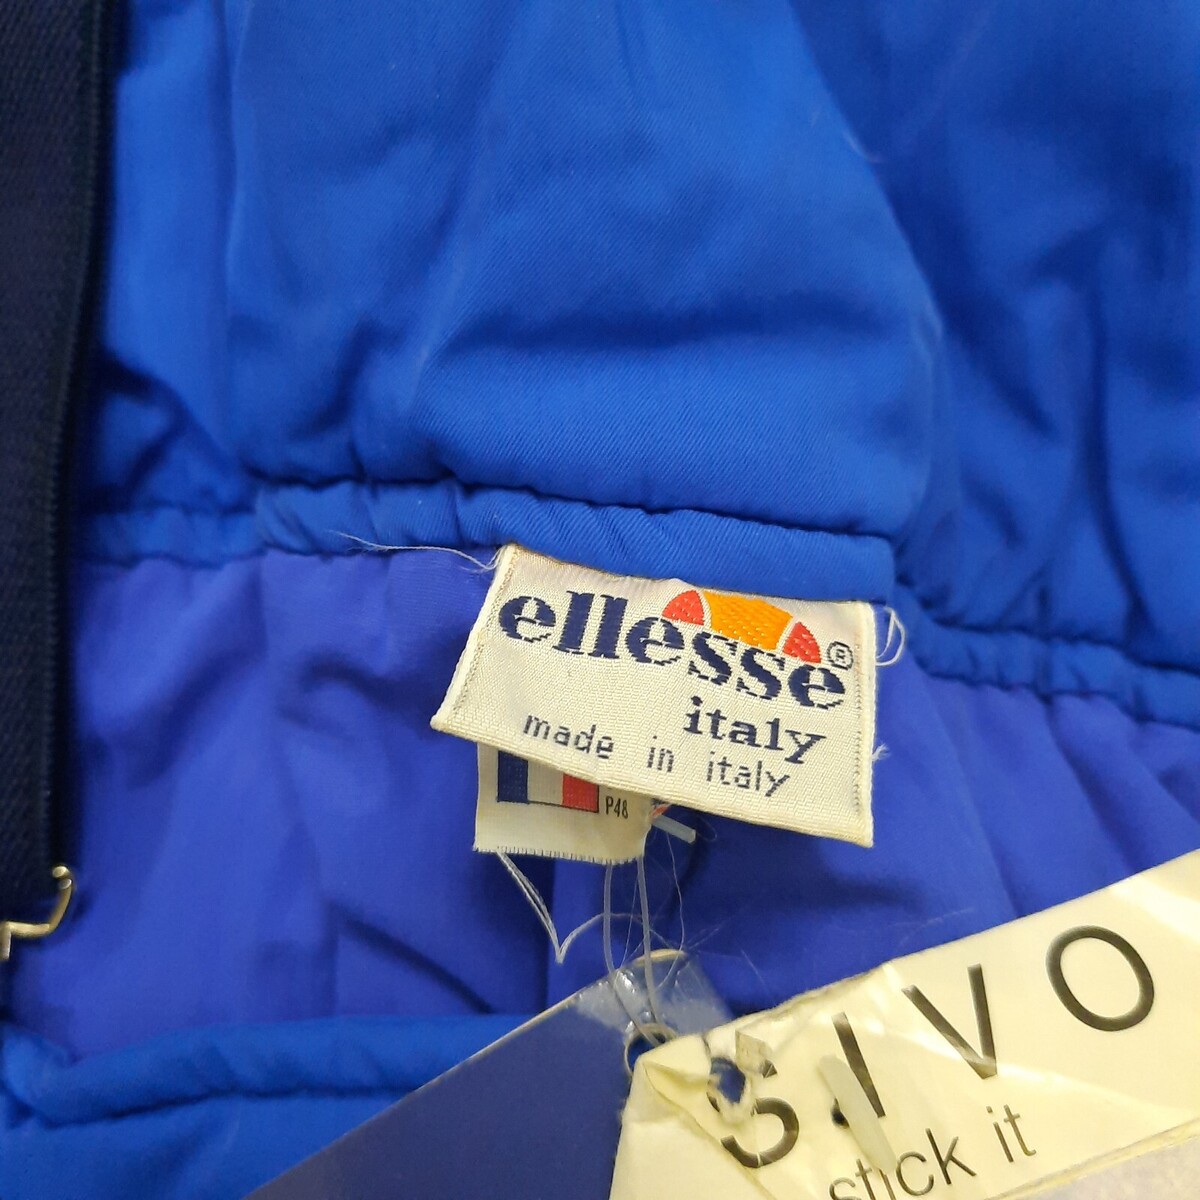 ellesse®
italy
made in italy
P48
SIVO
stick it